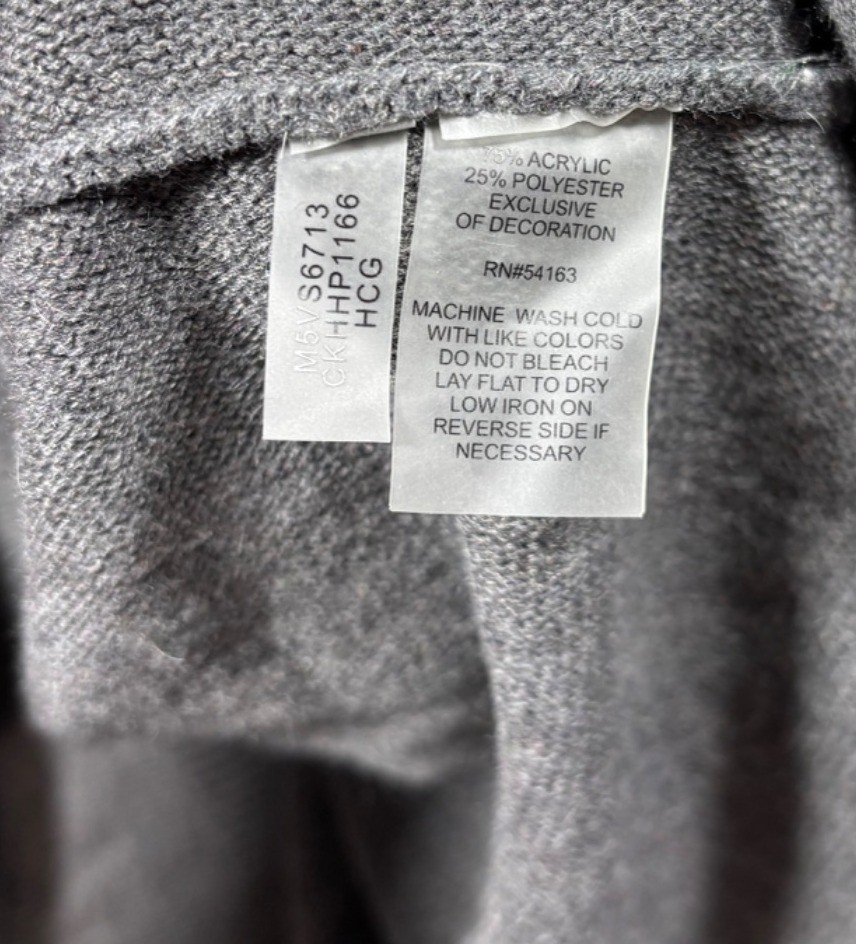 M5VS6713
CKHHP1166
HCG
75% ACRYLIC
25% POLYESTER
EXCLUSIVE
OF DECORATION
RN#54163
MACHINE WASH COLD
WITH LIKE COLORS
DO NOT BLEACH
LAY FLAT TO DRY
LOW IRON ON
REVERSE SIDE IF
NECESSARY